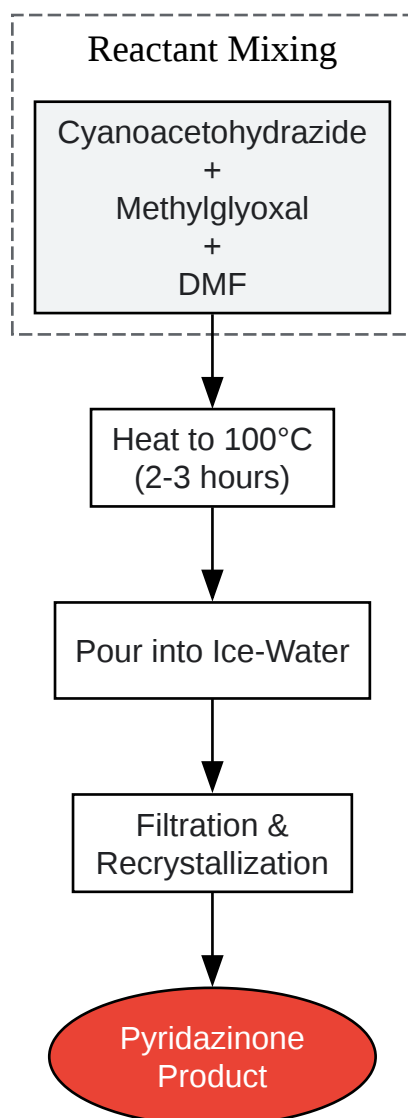 Reactant Mixing
Cyanoacetohydrazide
+
Methylglyoxal
+
DMF
Heat to 100°C
(2-3 hours)
Pour into Ice-Water
Filtration &
Recrystallization
Pyridazinone
Product